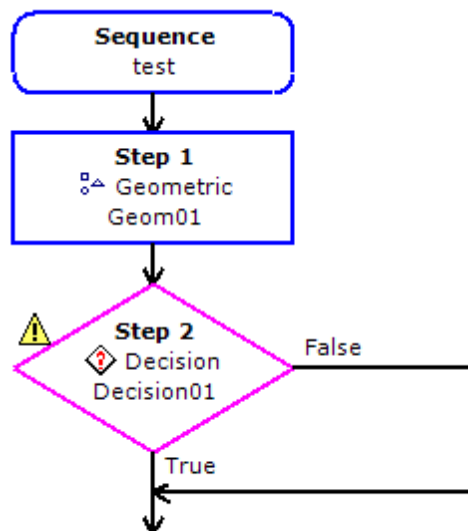 Sequence
test
Step 1
Geometric
Geom01
Step 2
Decision
Decision01
False
True